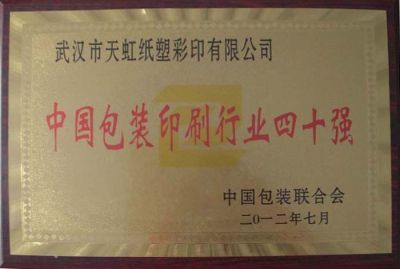 武汉市天虹纸塑彩印有限公司
中国包装印刷行业四十强
中国包装联合会
二〇一二年七月